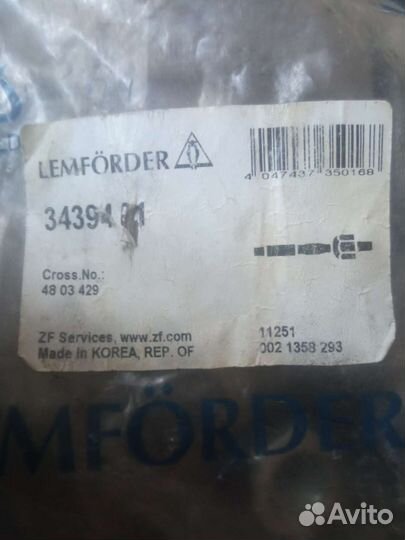 LEMFÖRDER
4 047437 350168
34394
Cross.No.:
48 03 429
ZF Services, www.zf.com
Made in KOREA, REP. OF
11251
002 1358 293
MFÖRDER
Avito